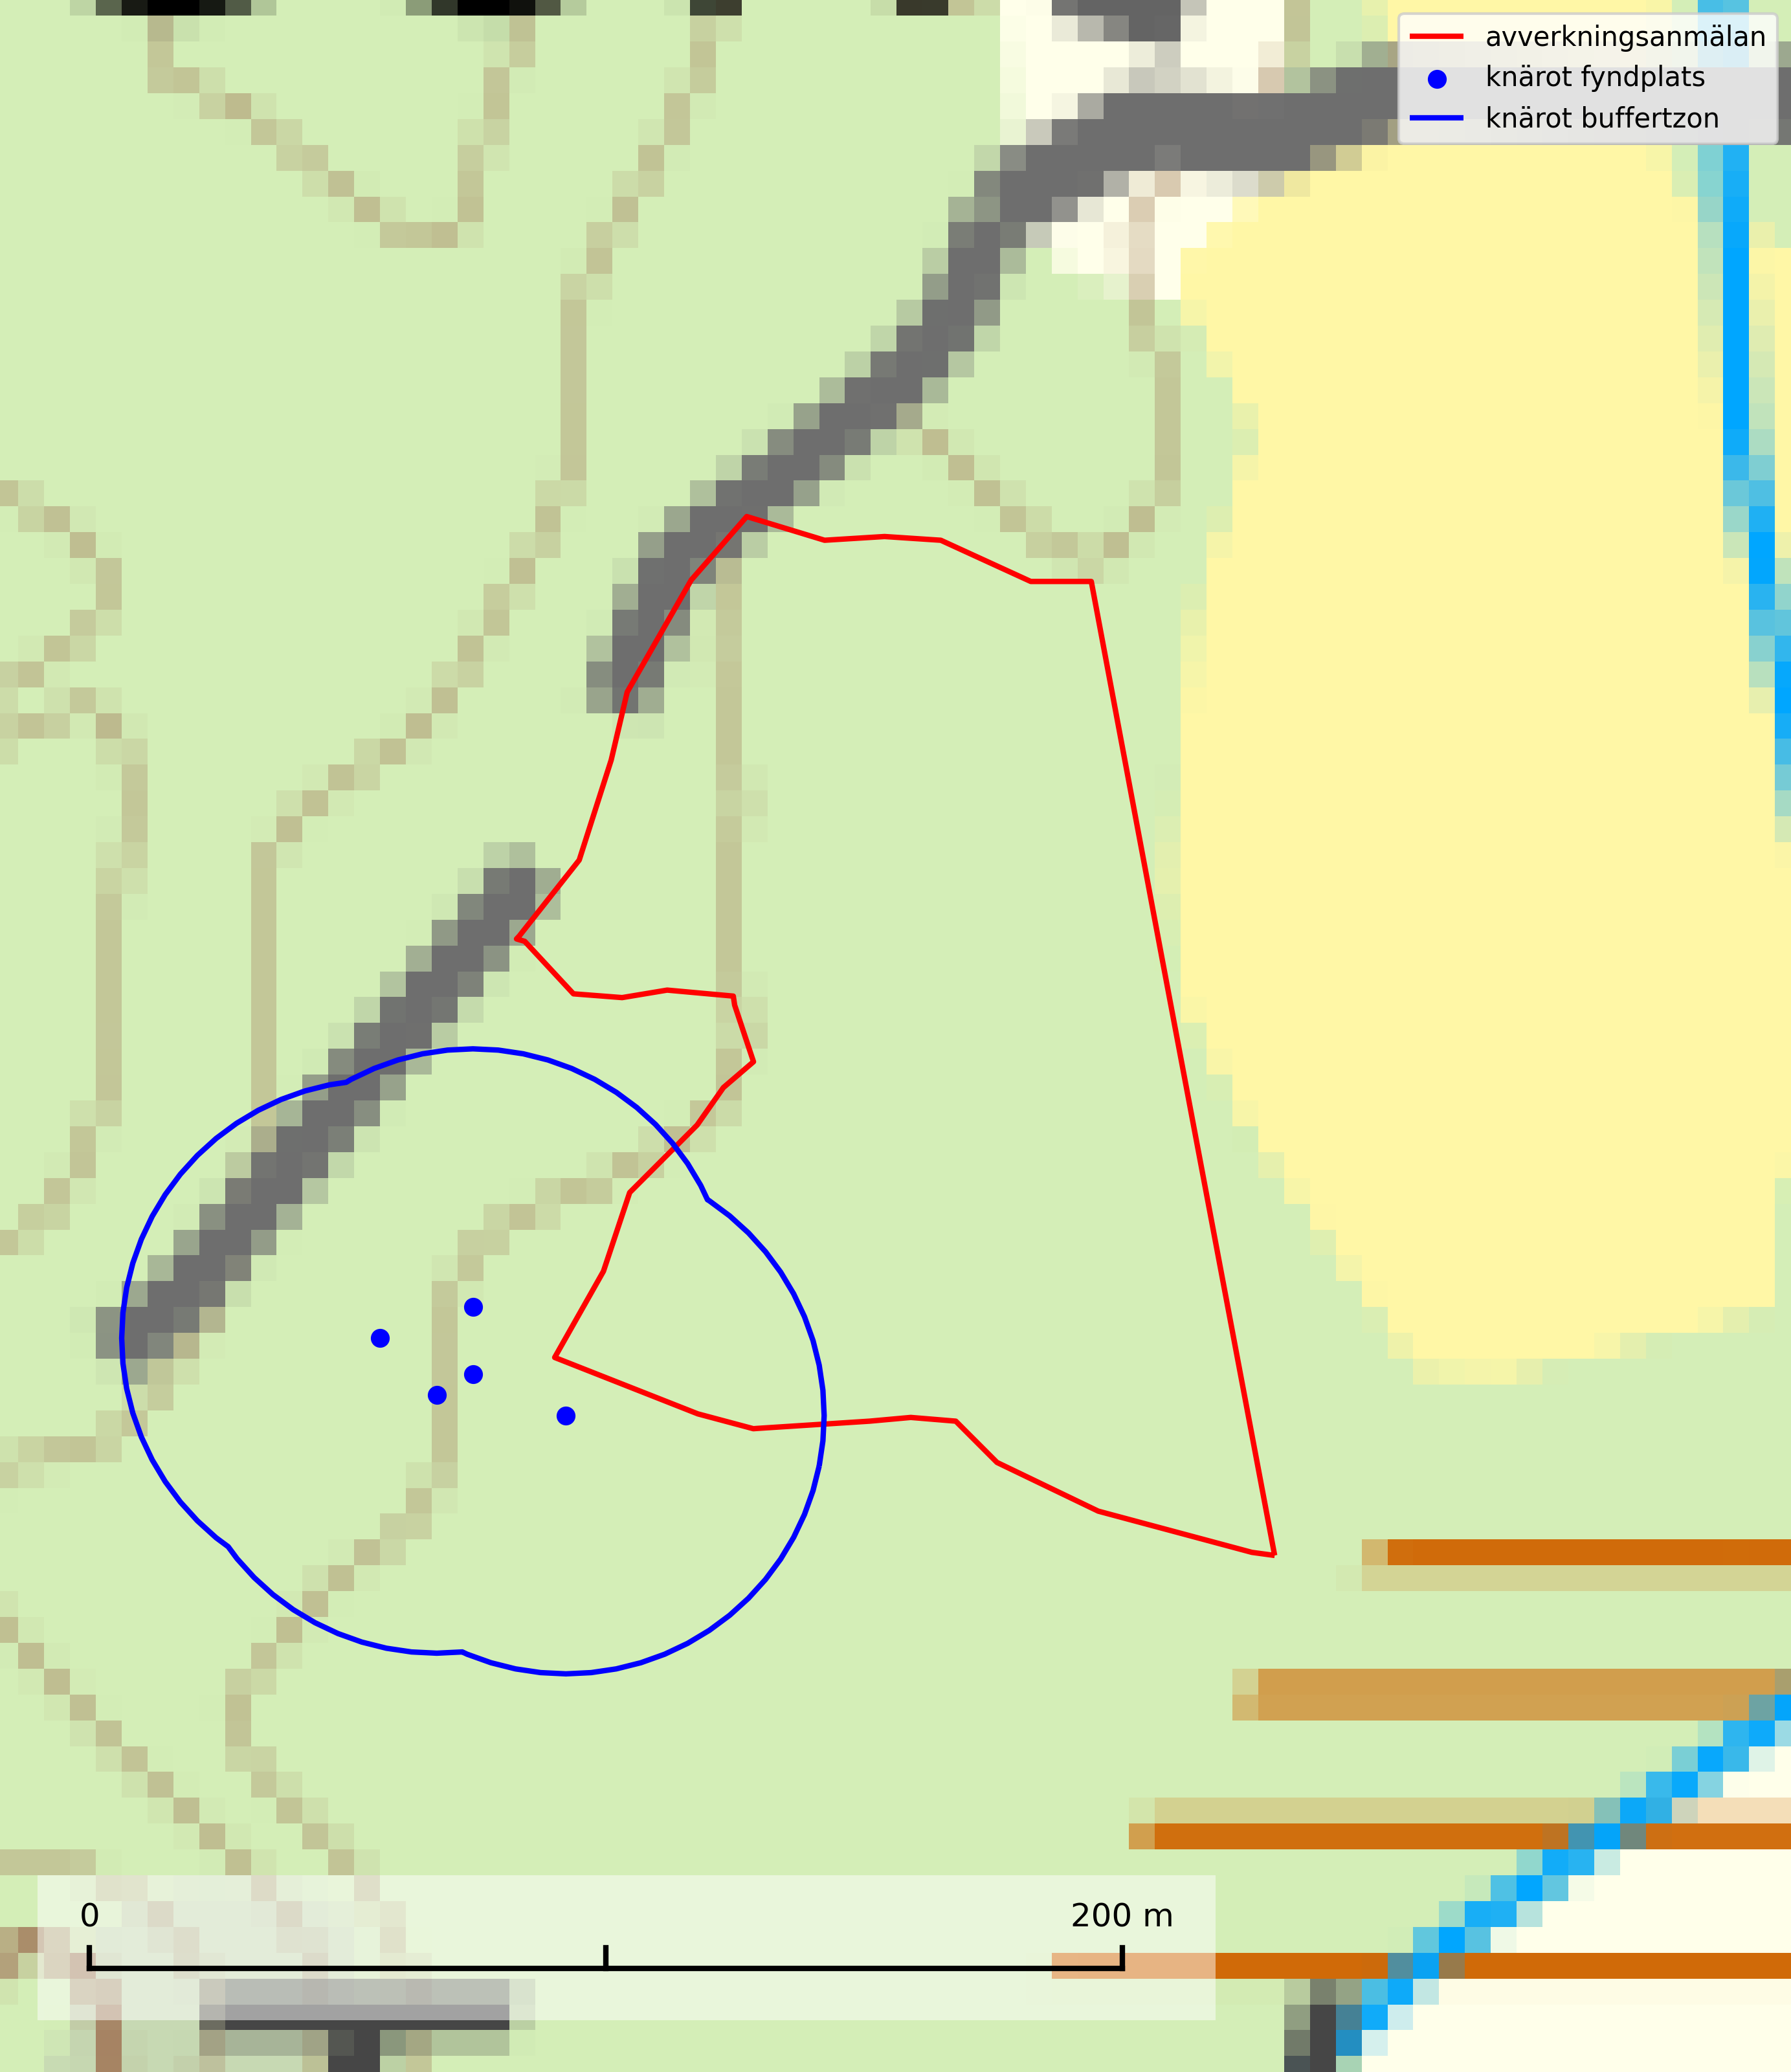 avverkningsanmälan
knärot fyndplats
knärot buffertzon
0 200 m